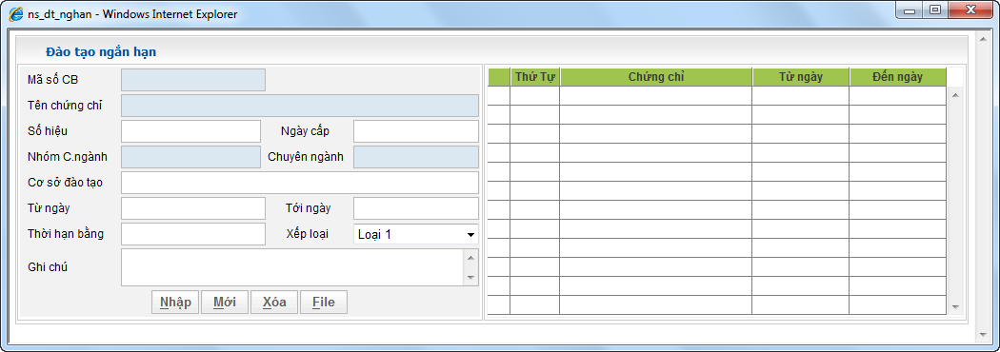 ns_dt_nghan - Windows Internet Explorer
Đào tạo ngắn hạn
Mã số CB
Tên chứng chỉ
Số hiệu Ngày cấp
Nhóm C.ngành Chuyên ngành
Cơ sở đào tạo
Từ ngày Tới ngày
Thời hạn bằng Xếp loại Loại 1
Ghi chú
Nhập Mới Xóa File
Thứ Tự Chứng chỉ Từ ngày Đến ngày